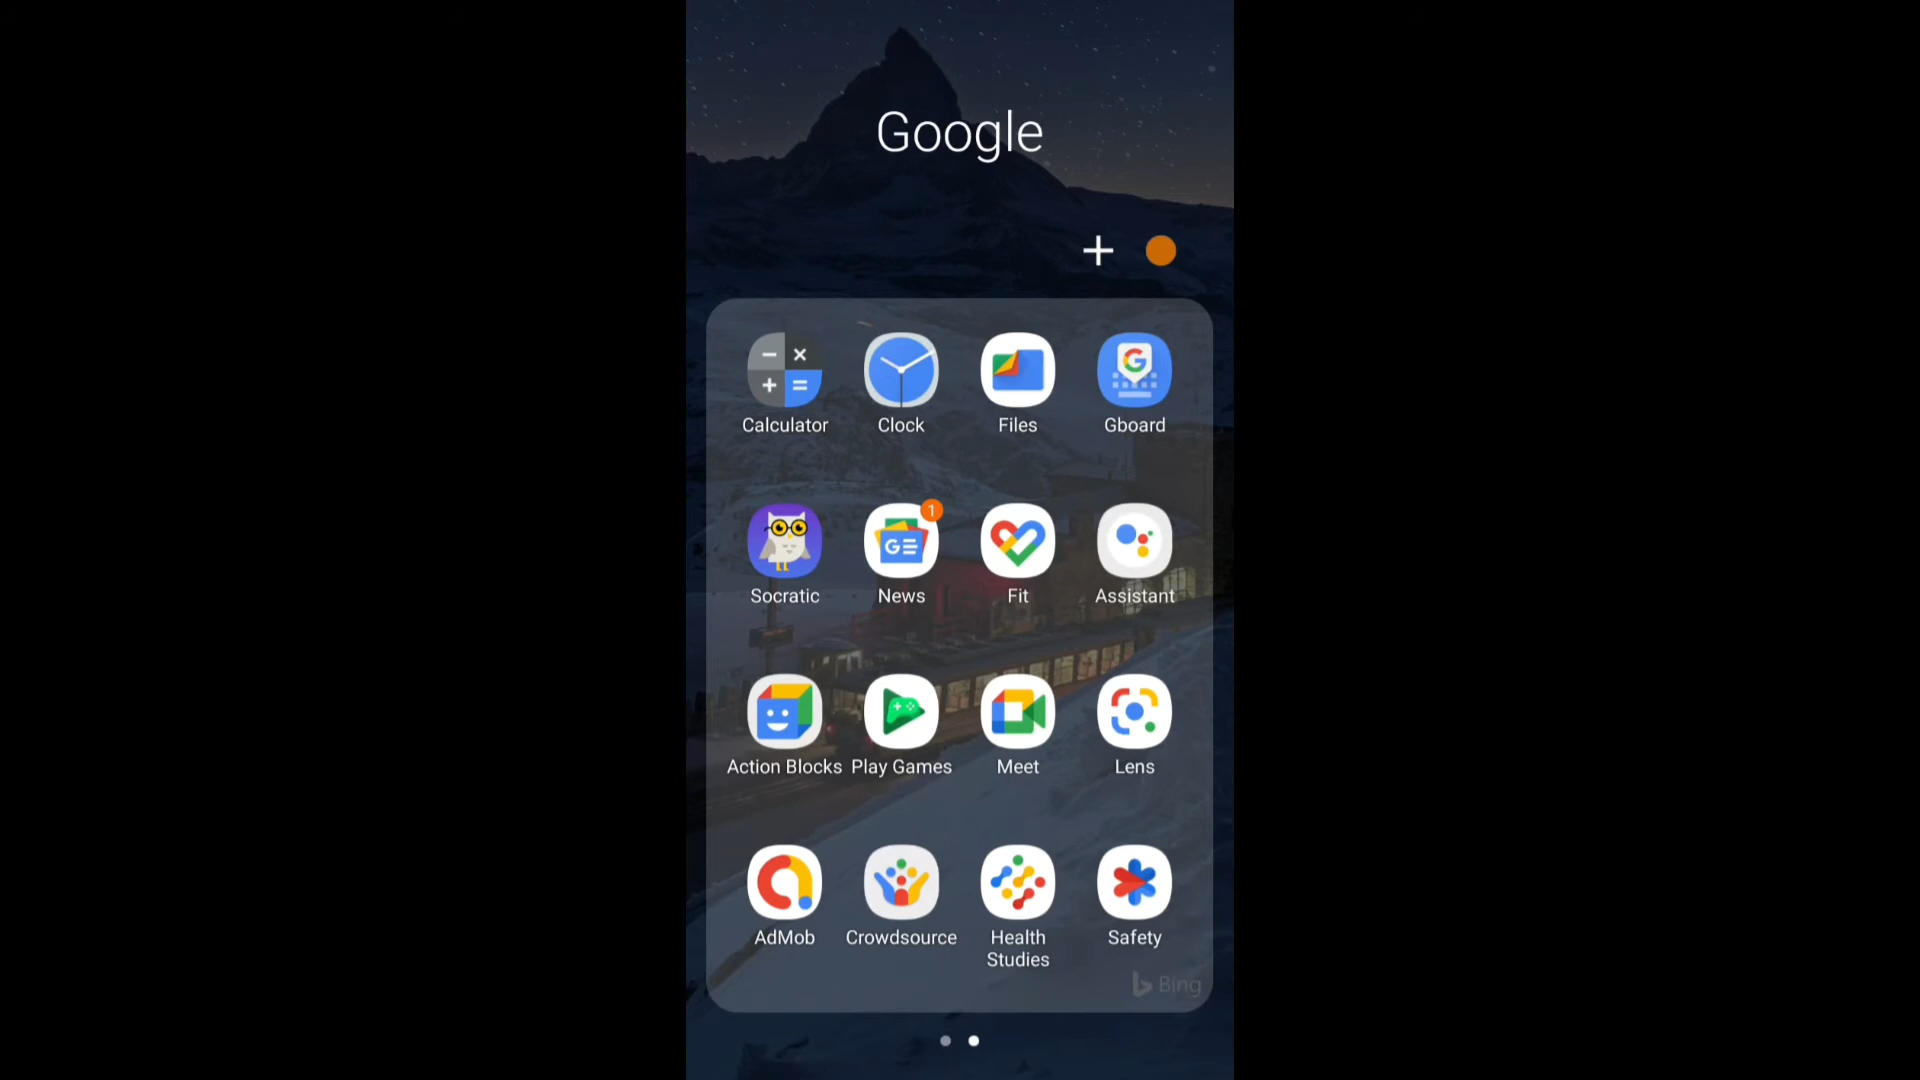 Google
Calculator Clock Files Gboard
1
Socratic News Fit Assistant
Action Blocks Play Games Meet Lens
AdMob Crowdsource Health Studies Safety
Bing